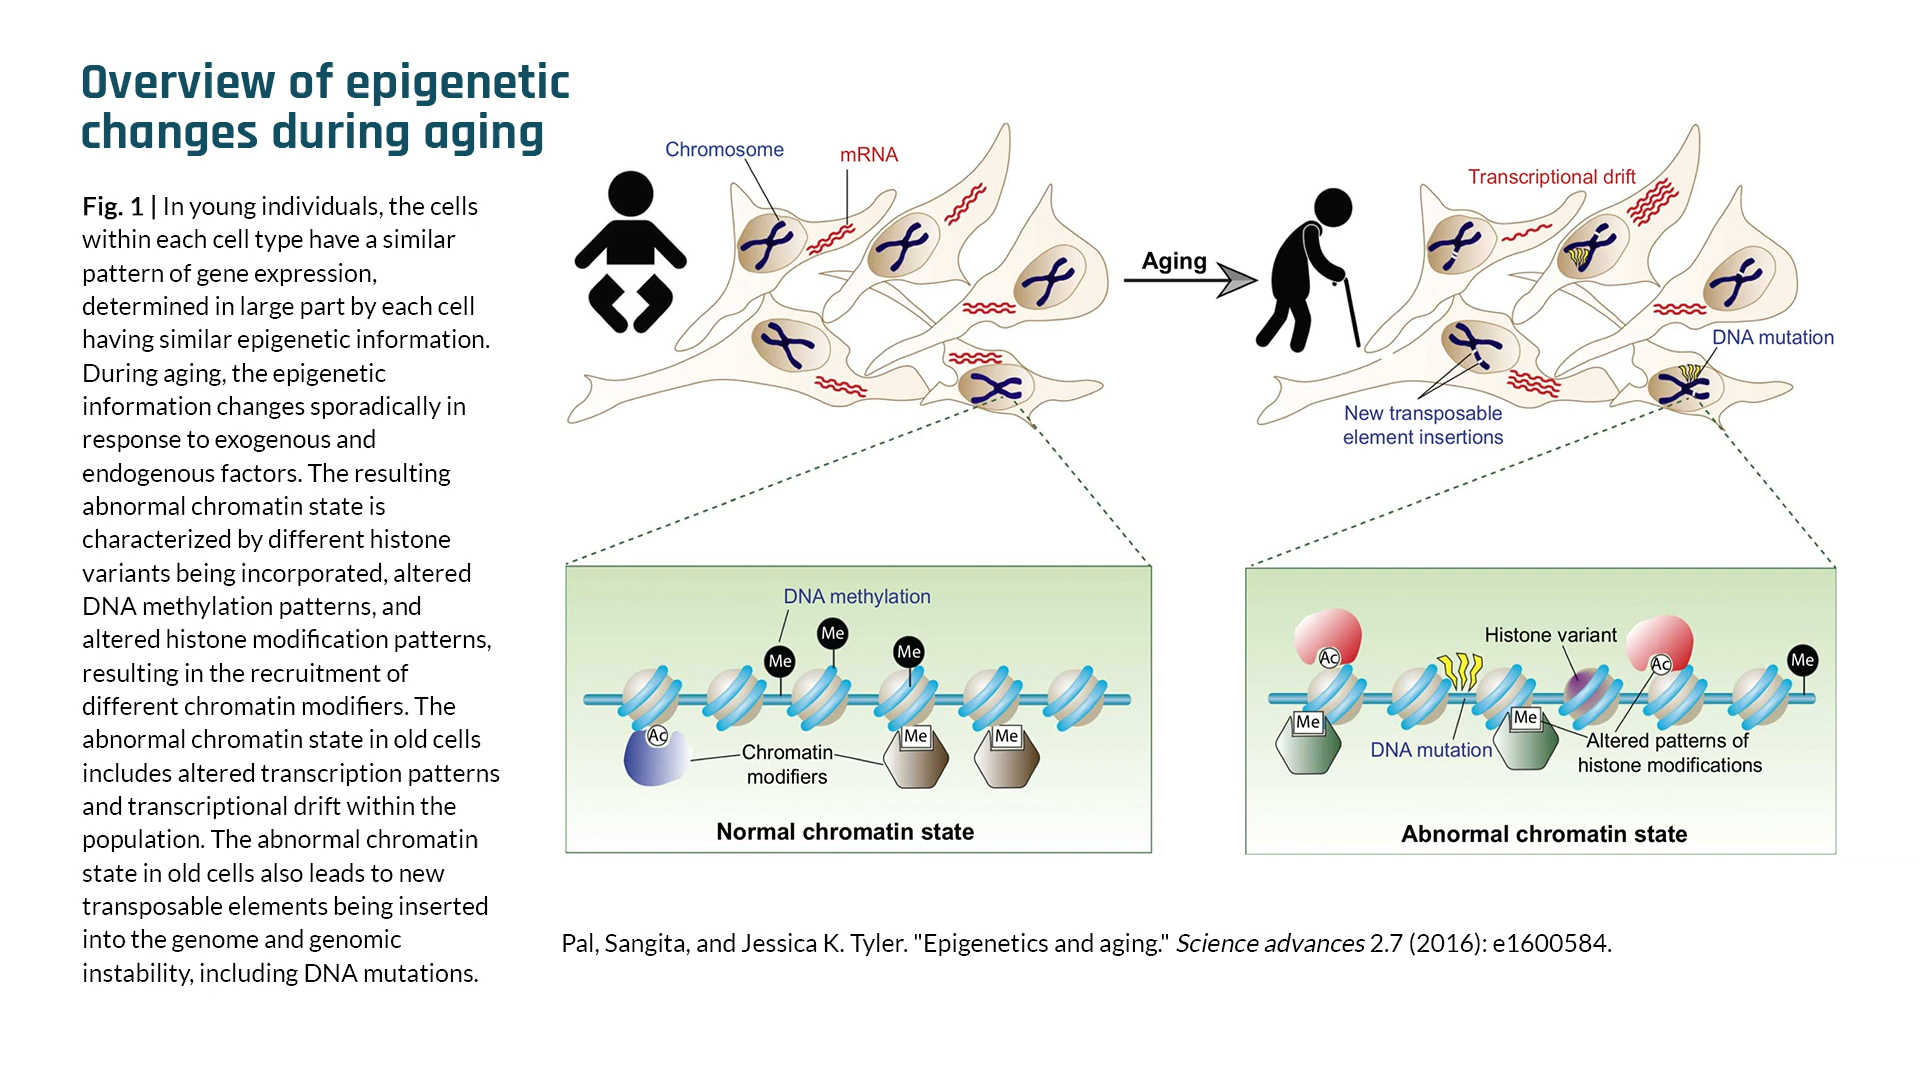 Overview of epigenetic
changes during aging
Fig. 1 | In young individuals, the cells
within each cell type have a similar
pattern of gene expression,
determined in large part by each cell
having similar epigenetic information.
During aging, the epigenetic
information changes sporadically in
response to exogenous and
endogenous factors. The resulting
abnormal chromatin state is
characterized by different histone
variants being incorporated, altered
DNA methylation patterns, and
altered histone modification patterns,
resulting in the recruitment of
different chromatin modifiers. The
abnormal chromatin state in old cells
includes altered transcription patterns
and transcriptional drift within the
population. The abnormal chromatin
state in old cells also leads to new
transposable elements being inserted
into the genome and genomic
instability, including DNA mutations.
Chromosome
mRNA
Aging
Transcriptional drift
DNA mutation
New transposable
element insertions
DNA methylation
Me
Me
Me
Ac
Me
Me
Chromatin
modifiers
Normal chromatin state
Histone variant
Ac
Ac
Me
Me
Me
DNA mutation
Altered patterns of
histone modifications
Abnormal chromatin state
Pal, Sangita, and Jessica K. Tyler. "Epigenetics and aging." Science advances 2.7 (2016): e1600584.